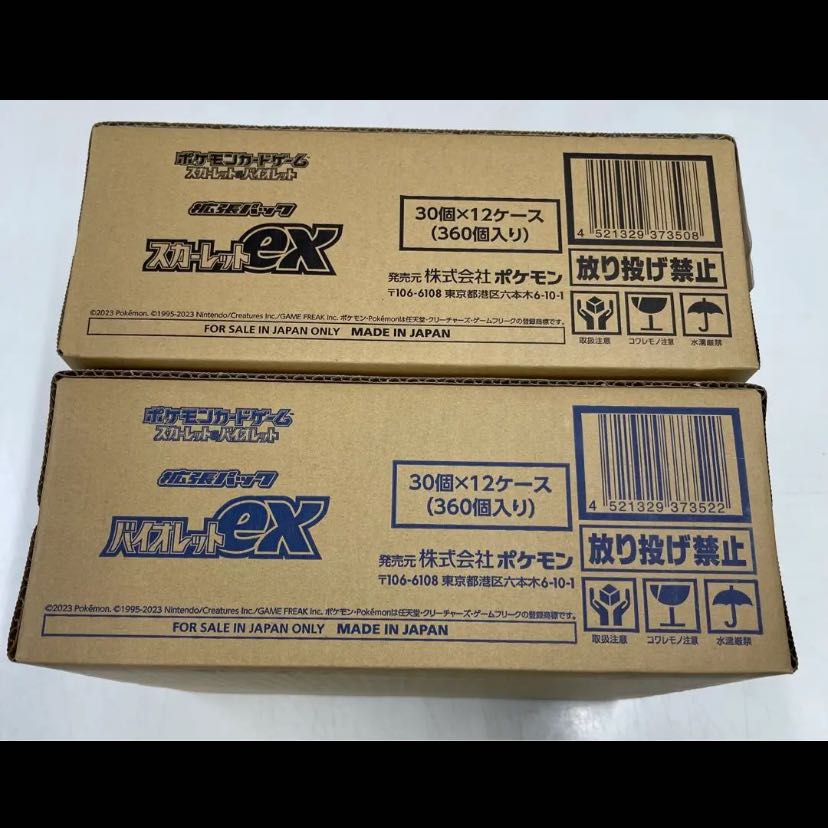 ポケモンカードゲーム
スカーレット&バイオレット
拡張パック
スカーレットex
30個×12ケース
(360個入り)
発売元 株式会社 ポケモン
〒106-6108 東京都港区六本木6-10-1
©2023 Pokémon. ©1995-2023 Nintendo/Creatures Inc./GAME FREAK inc. ポケモン・Pokémonは任天堂・クリーチャーズ・ゲームフリークの登録商標です。
FOR SALE IN JAPAN ONLY MADE IN JAPAN
4 521329 373508
放り投げ禁止
取扱注意 コワレモノ注意 水濡厳禁
ポケモンカードゲーム
スカーレット&バイオレット
拡張パック
バイオレットex
30個×12ケース
(360個入り)
発売元 株式会社 ポケモン
〒106-6108 東京都港区六本木6-10-1
©2023 Pokémon. ©1995-2023 Nintendo/Creatures Inc./GAME FREAK inc. ポケモン・Pokémonは任天堂・クリーチャーズ・ゲームフリークの登録商標です。
FOR SALE IN JAPAN ONLY MADE IN JAPAN
4 521329 373522
放り投げ禁止
取扱注意 コワレモノ注意 水濡厳禁